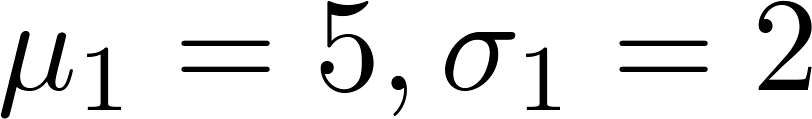 μ₁ = 5, σ₁ = 2